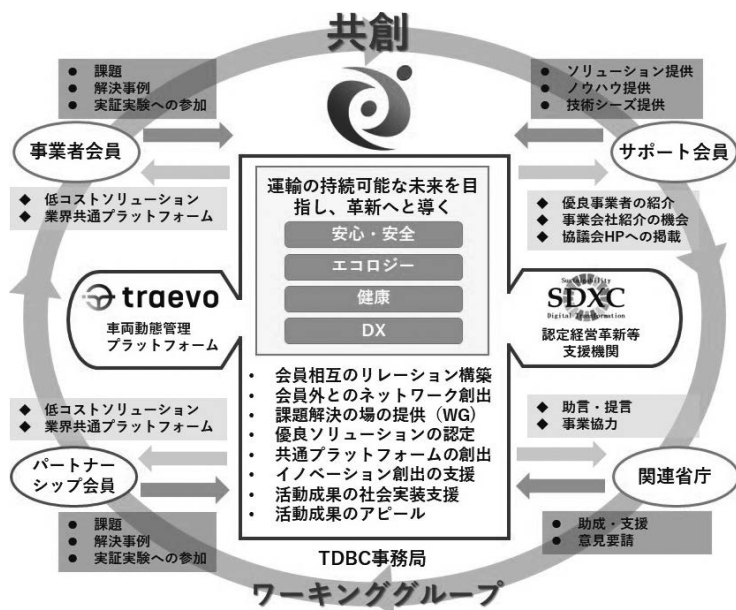 共創
● 課題
● 解決事例
● 実証実験への参加
● ソリューション提供
● ノウハウ提供
● 技術シーズ提供
事業者会員
サポート会員
◆ 低コストソリューション
◆ 業界共通プラットフォーム
◆ 優良事業者の紹介
◆ 事業会社紹介の機会
◆ 協議会HPへの掲載
運輸の持続可能な未来を目
指し、革新へと導く
安心・安全
エコロジー
健康
DX
traevo
車両動態管理
プラットフォーム
Sustainability
SDXC
Digital Transformation
認定経営革新等
支援機関
・ 会員相互のリレーション構築
・ 会員外とのネットワーク創出
・ 課題解決の場の提供（WG）
・ 優良ソリューションの認定
・ 共通プラットフォームの創出
・ イノベーション創出の支援
・ 活動成果の社会実装支援
・ 活動成果のアピール
◆ 低コストソリューション
◆ 業界共通プラットフォーム
◆ 助言・提言
◆ 事業協力
パートナー
シップ会員
関連省庁
● 課題
● 解決事例
● 実証実験への参加
● 助成・支援
● 意見要請
TDBC事務局
ワーキンググループ